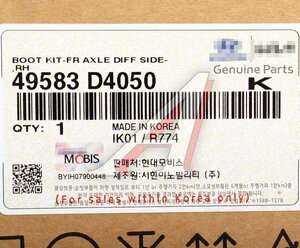 BOOT KIT-FR AXLE DIFF SIDE-
.RH
Genuine Parts
49583 D4050
K
QTY: 1
MADE IN KOREA
IK01 / R774
MOBIS
판매처:현대모비스
BYIH07900446
제조원:서한이노빌리티 (주)
(For sales within Korea only)